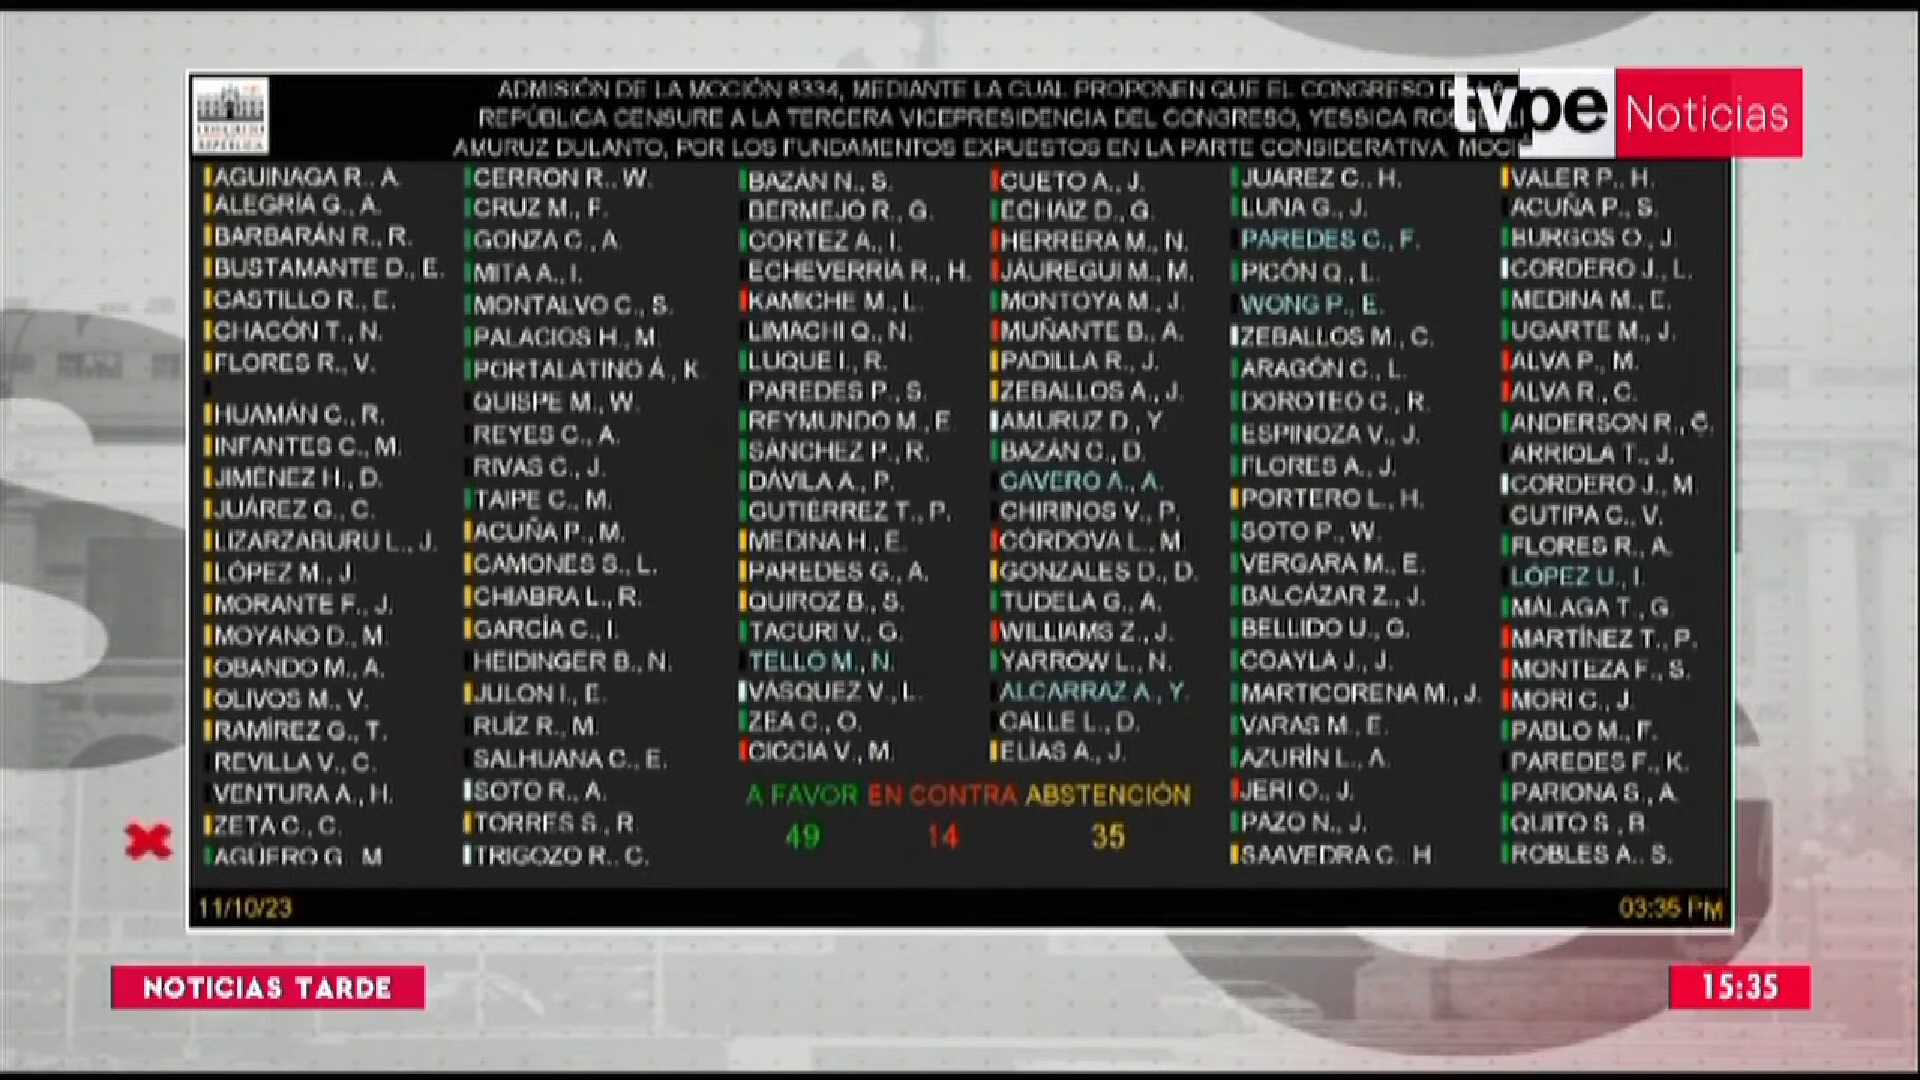 ADMISIÓN DE LA MOCIÓN 8334, MEDIANTE LA CUAL PROPONEN QUE EL CONGRESO
REPÚBLICA CENSURE A LA TERCERA VICEPRESIDENCIA DEL CONGRESO, YESSICA
AMURUZ DULANTO, POR LOS FUNDAMENTOS EXPUESTOS EN LA PARTE CONSIDERATIVA.
tvpe Noticias
CONGRESO
REPÚBLICA
AGUINAGA R., A.
ALEGRÍA G., A.
BARBARÁN R., R.
BUSTAMANTE D., E.
CASTILLO R., E.
CHACÓN T., N.
FLORES R., V.
HUAMÁN C., R.
INFANTES C., M.
JIMÉNEZ H., D.
JUÁREZ G., C.
LIZARZABURU L., J.
LÓPEZ M., J.
MORANTE F., J.
MOYANO D., M.
OBANDO M., A.
OLIVOS M., V.
RAMÍREZ G., T.
REVILLA V., C.
VENTURA A., H.
ZETA C., C.
AGÜERO G., M.
CERRÓN R., W.
CRUZ M., F.
GONZA C., A.
MITA A., I.
MONTALVO C., S.
PALACIOS H., M.
PORTALATINO Á., K.
QUISPE M., W.
REYES C., A.
RIVAS C., J.
TAIPE C., M.
ACUÑA P., M.
CAMONES S., L.
CHIABRA L., R.
GARCÍA C., I.
HEIDINGER B., N.
JULON I., E.
RUÍZ R., M.
SALHUANA C., E.
SOTO R., A.
TORRES S., R.
TRIGOZO R., C.
BAZÁN N., S.
BERMEJO R., G.
CORTEZ A., I.
ECHEVERRÍA R., H.
KAMICHE M., L.
LIMACHI Q., N.
LUQUE I., R.
PAREDES P., S.
REYMUNDO M., E.
SÁNCHEZ P., R.
DÁVILA A., P.
GUTIÉRREZ T., P.
MEDINA H., E.
PAREDES G., A.
QUIROZ B., S.
TACURI V., G.
TELLO M., N.
VÁSQUEZ V., L.
ZEA C., O.
CICCIA V., M.
CUETO A., J.
ECHAIZ D., G.
HERRERA M., N.
JÁUREGUI M., M.
MONTOYA M., J.
MUÑANTE B., A.
PADILLA R., J.
ZEBALLOS A., J.
AMURUZ D., Y.
BAZÁN C., D.
CAVERO A., A.
CHIRINOS V., P.
CÓRDOVA L., M.
GONZALES D., D.
TUDELA G., A.
WILLIAMS Z., J.
YARROW L., N.
ALCARRAZ A., Y.
CALLE L., D.
ELÍAS A., J.
A FAVOR EN CONTRA ABSTENCIÓN
49 14 35
JUÁREZ C., H.
LUNA G., J.
PAREDES C., F.
PICÓN Q., L.
WONG P., E.
ZEBALLOS M., C.
ARAGÓN C., L.
DOROTEO C., R.
ESPINOZA V., J.
FLORES A., J.
PORTERO L., H.
SOTO P., W.
VERGARA M., E.
BALCÁZAR Z., J.
BELLIDO U., G.
COAYLA J., J.
MARTICORENA M., J.
VARAS M., E.
AZURÍN L., A.
JERI O., J.
PAZO N., J.
SAAVEDRA C., H.
VALER P., H.
ACUÑA P., S.
BURGOS O., J.
CORDERO J., L.
MEDINA M., E.
UGARTE M., J.
ALVA P., M.
ALVA R., C.
ANDERSON R., C.
ARRIOLA T., J.
CORDERO J., M.
CUTIPA C., V.
FLORES R., A.
LÓPEZ U., I.
MÁLAGA T., G.
MARTÍNEZ T., P.
MONTEZA F., S.
MORI C., J.
PABLO M., F.
PAREDES F., K.
PARIONA S., A.
QUITO S., B.
ROBLES A., S.
11/10/23
03:35 PM
NOTICIAS TARDE
15:35